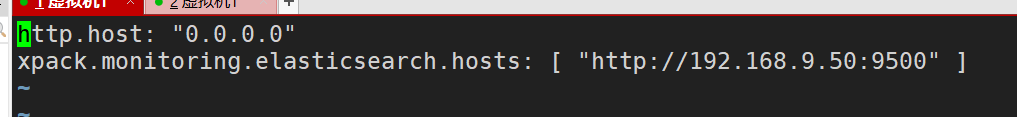 1 虚拟机1 × 2 虚拟机1 × +
http.host: "0.0.0.0"
xpack.monitoring.elasticsearch.hosts: [ "http://192.168.9.50:9500" ]
~
~